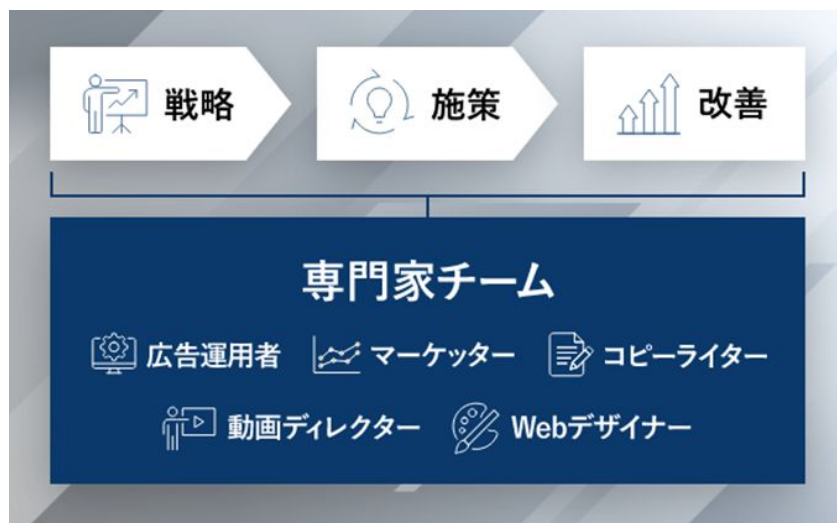 戦略
施策
改善
専門家チーム
広告運用者 マーケッター コピーライター
動画ディレクター Webデザイナー